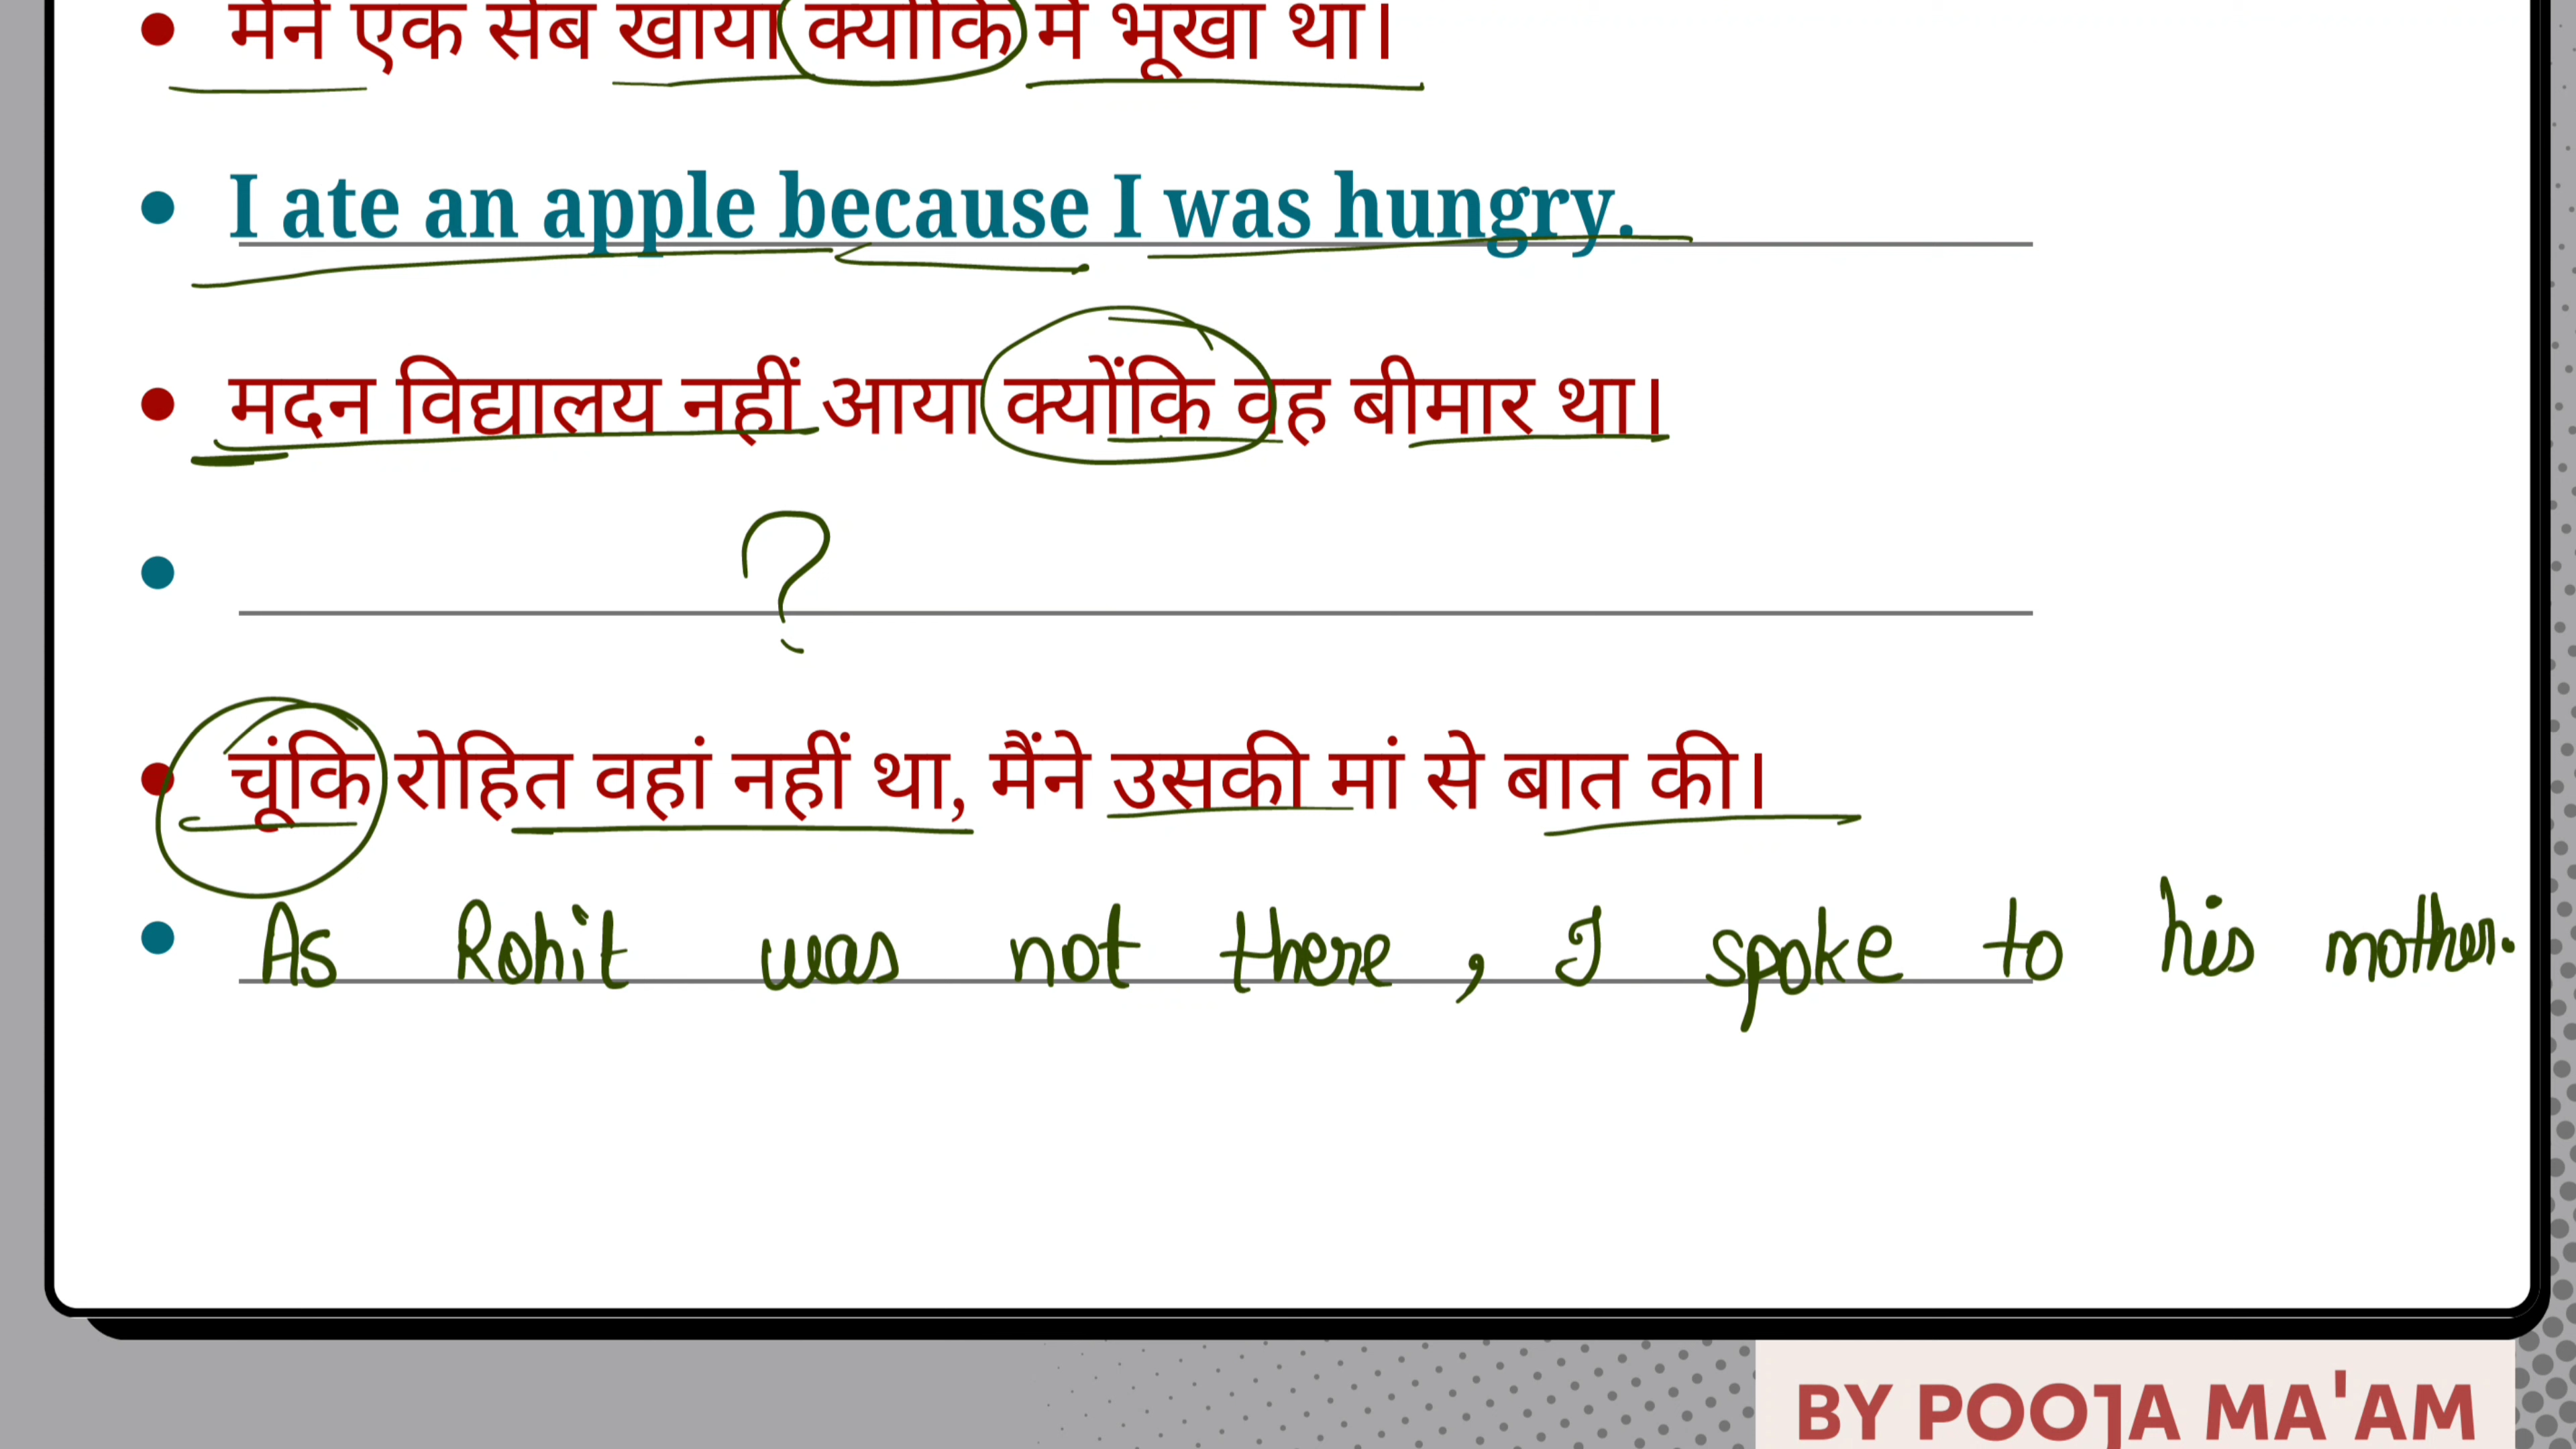 मैंने एक सेब खाया क्योंकि मैं भूखा था।
I ate an apple because I was hungry.
मदन विद्यालय नहीं आया क्योंकि वह बीमार था।
?
चूंकि रोहित वहां नहीं था, मैंने उसकी मां से बात की।
As Rohit was not there, I spoke to his mother.
BY POOJA MA'AM